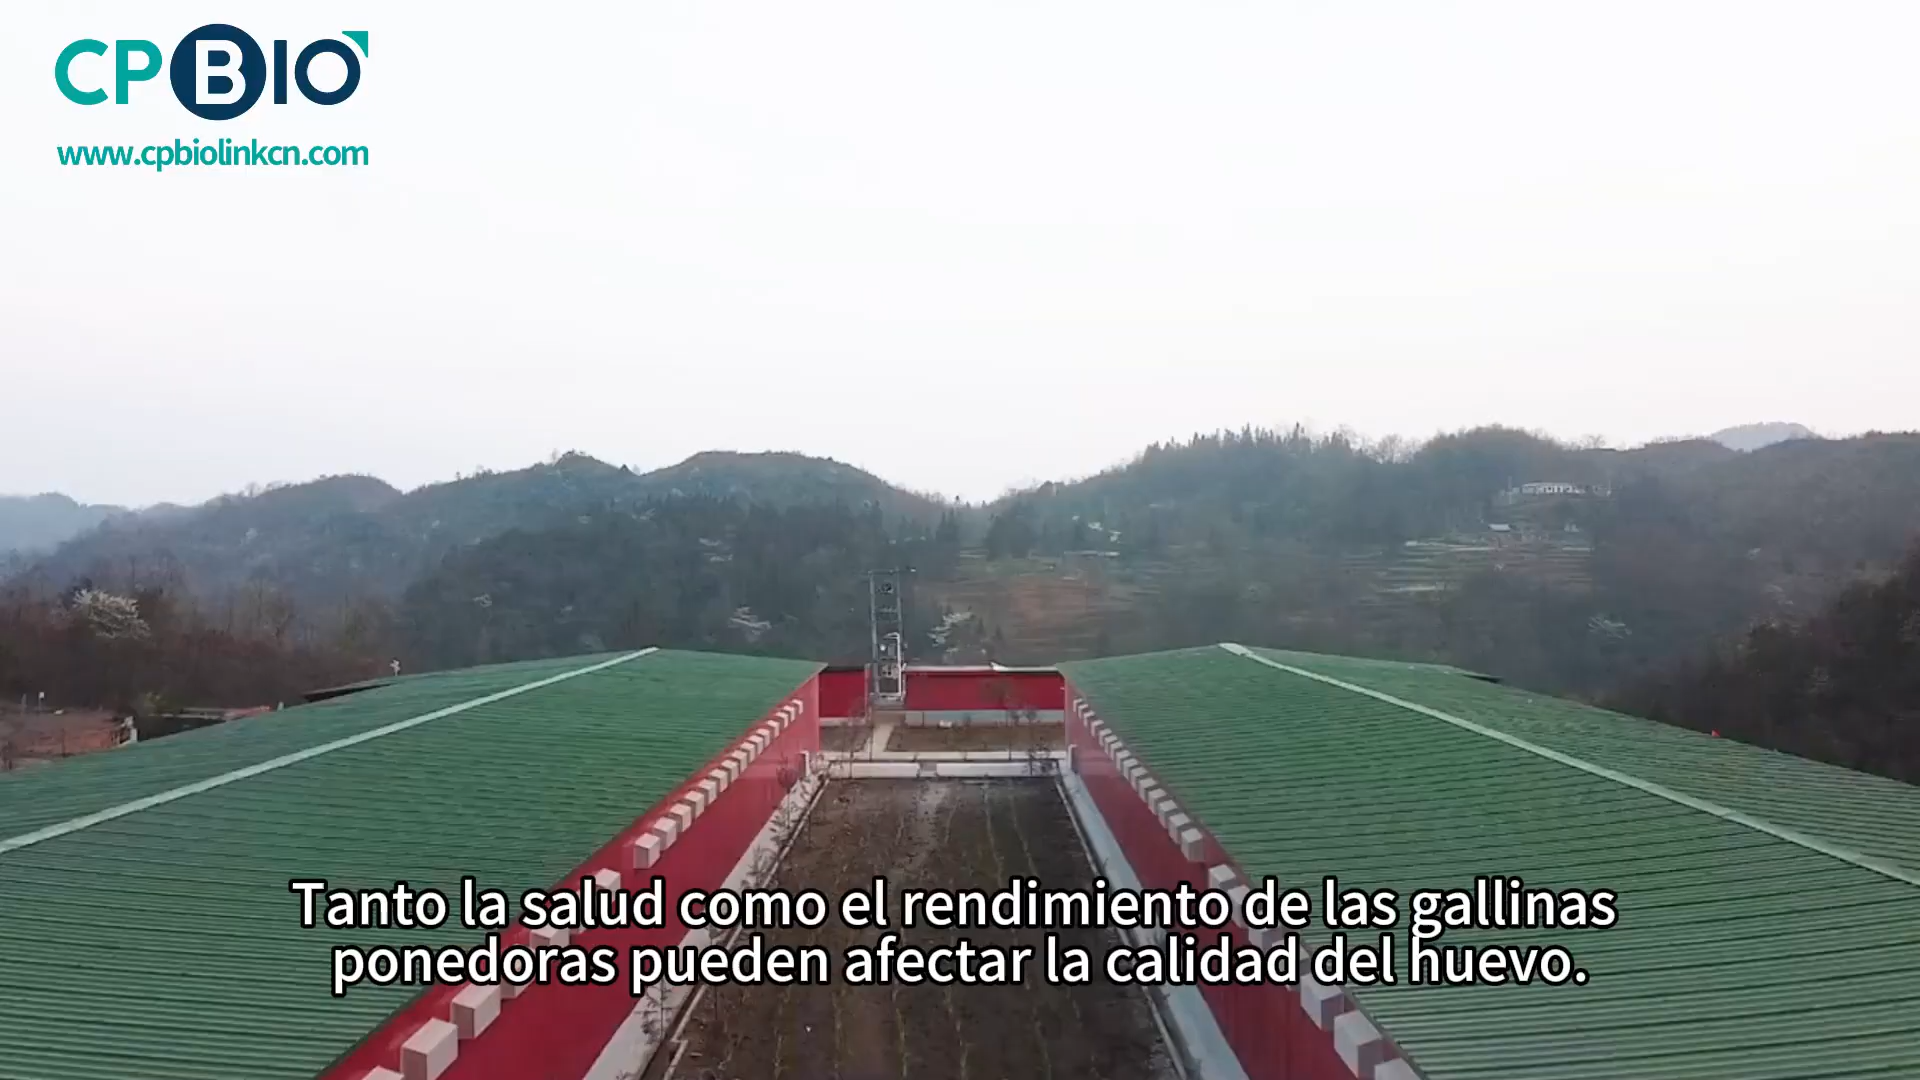 CPBIO
www.cpbiolinkcn.com
Tanto la salud como el rendimiento de las gallinas
ponedoras pueden afectar la calidad del huevo.